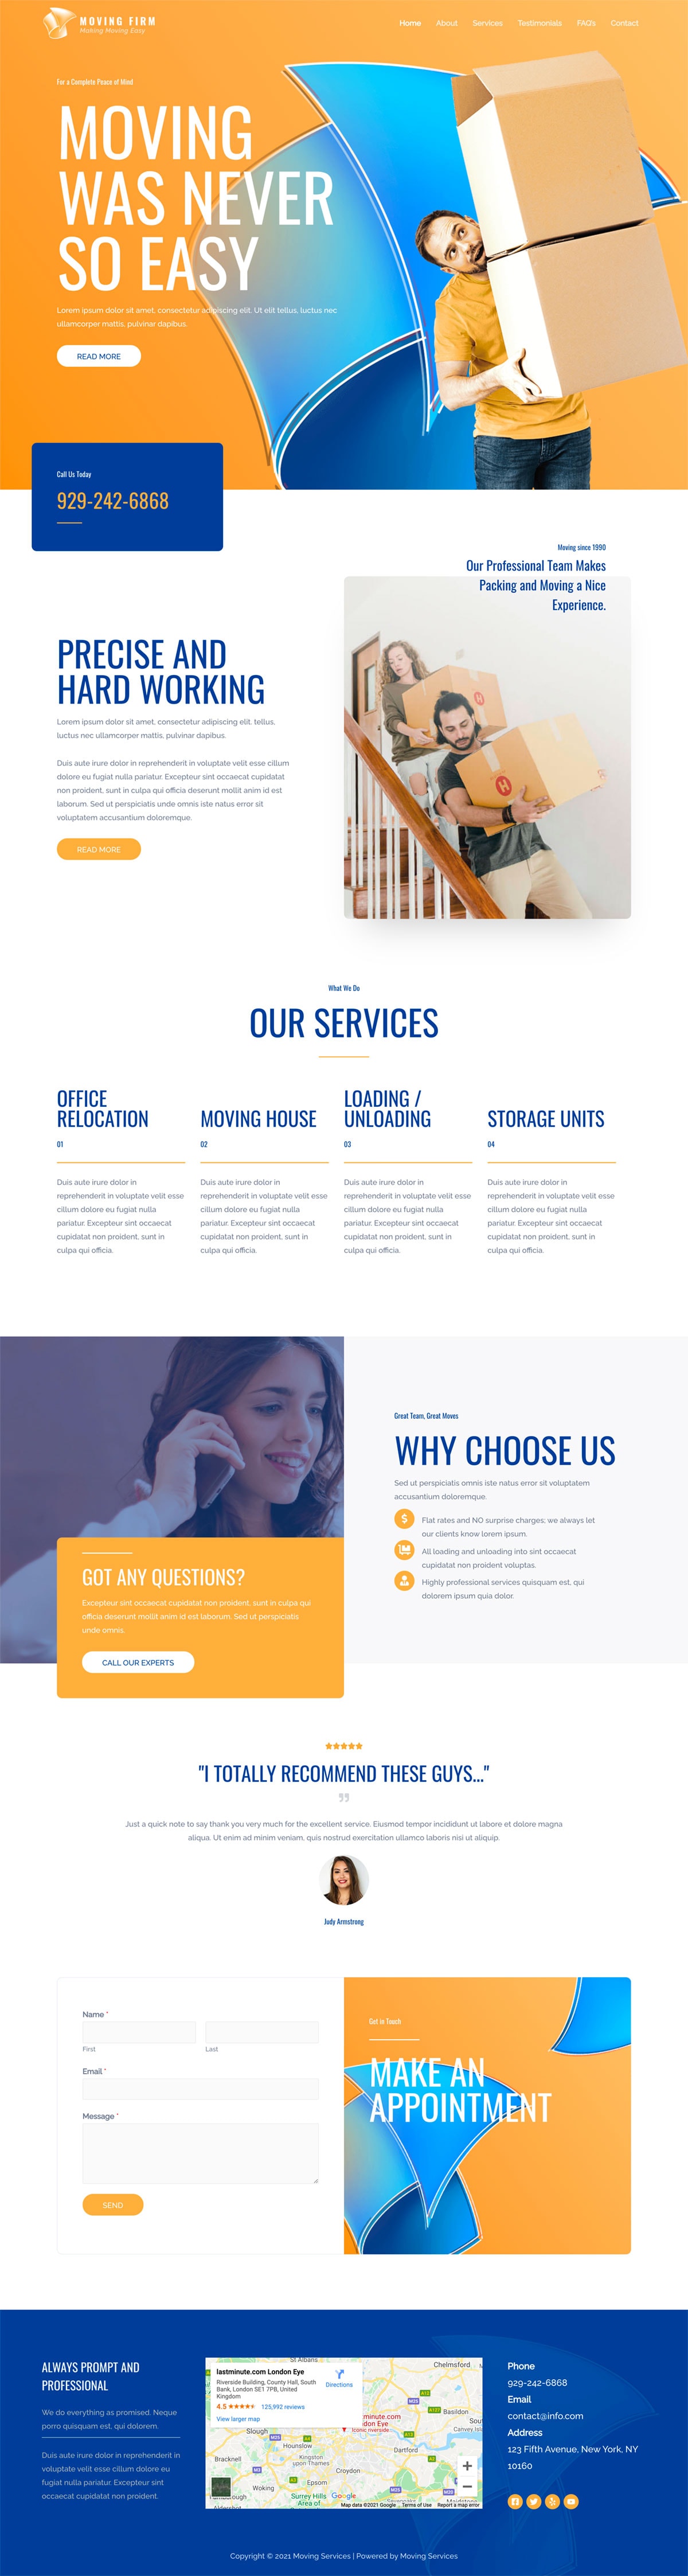 MOVING FIRM
Making Moving Easy
Home About Services Testimonials FAQ's Contact
For a Complete Peace of Mind
MOVING
WAS NEVER
SO EASY
Lorem ipsum dolor sit amet, consectetur adipiscing elit. Ut elit tellus, luctus nec
ullamcorper mattis, pulvinar dapibus.
READ MORE
Call Us Today
929-242-6868
Moving since 1990
Our Professional Team Makes
Packing and Moving a Nice
Experience.
PRECISE AND
HARD WORKING
Lorem ipsum dolor sit amet, consectetur adipiscing elit. tellus,
luctus nec ullamcorper mattis, pulvinar dapibus.
Duis aute irure dolor in reprehenderit in voluptate velit esse cillum
dolore eu fugiat nulla pariatur. Excepteur sint occaecat cupidatat
non proident, sunt in culpa qui officia deserunt mollit anim id est
laborum. Sed ut perspiciatis unde omnis iste natus error sit
voluptatem accusantium doloremque.
READ MORE
What We Do
OUR SERVICES
OFFICE
RELOCATION
01
Duis aute irure dolor in
reprehenderit in voluptate velit esse
cillum dolore eu fugiat nulla
pariatur. Excepteur sint occaecat
cupidatat non proident, sunt in
culpa qui officia.
MOVING HOUSE
02
Duis aute irure dolor in
reprehenderit in voluptate velit esse
cillum dolore eu fugiat nulla
pariatur. Excepteur sint occaecat
cupidatat non proident, sunt in
culpa qui officia.
LOADING /
UNLOADING
03
Duis aute irure dolor in
reprehenderit in voluptate velit esse
cillum dolore eu fugiat nulla
pariatur. Excepteur sint occaecat
cupidatat non proident, sunt in
culpa qui officia.
STORAGE UNITS
04
Duis aute irure dolor in
reprehenderit in voluptate velit esse
cillum dolore eu fugiat nulla
pariatur. Excepteur sint occaecat
cupidatat non proident, sunt in
culpa qui officia.
GOT ANY QUESTIONS?
Excepteur sint occaecat cupidatat non proident, sunt in culpa qui
officia deserunt mollit anim id est laborum. Sed ut perspiciatis
unde omnis.
CALL OUR EXPERTS
Great Team, Great Moves
WHY CHOOSE US
Sed ut perspiciatis omnis iste natus error sit voluptatem
accusantium doloremque.
Flat rates and NO surprise charges; we always let
our clients know lorem ipsum.
All loading and unloading into sint occaecat
cupidatat non proident voluptas.
Highly professional services quisquam est, qui
dolorem ipsum quia dolor.
"I TOTALLY RECOMMEND THESE GUYS..."
Just a quick note to say thank you very much for the excellent service. Eiusmod tempor incididunt ut labore et dolore magna
aliqua. Ut enim ad minim veniam, quis nostrud exercitation ullamco laboris nisi ut aliquip.
Judy Armstrong
Name *
First Last
Email *
Message *
SEND
Get in Touch
MAKE AN
APPOINTMENT
ALWAYS PROMPT AND
PROFESSIONAL
We do everything as promised. Neque
porro quisquam est, qui dolorem.
Duis aute irure dolor in reprehenderit in
voluptate velit esse cillum dolore eu
fugiat nulla pariatur. Excepteur sint
occaecat cupidatat non proident.
lastminute.com London Eye
Riverside Building, County Hall, South
Bank, London SE1 7PB, United
Kingdom
4.5 125,992 reviews
View larger map
Directions
St Albans
Chelmsford
Basildon
Slough
Hounslow
Dartford
Bracknell
Kingston
upon Thames
Croydon
Woking
Epsom
Surrey Hills
Area of
Google
Map data ©2021 Google Terms of Use Report a map error
Phone
929-242-6868
Email
contact@info.com
Address
123 Fifth Avenue, New York, NY
10160
Copyright © 2021 Moving Services | Powered by Moving Services